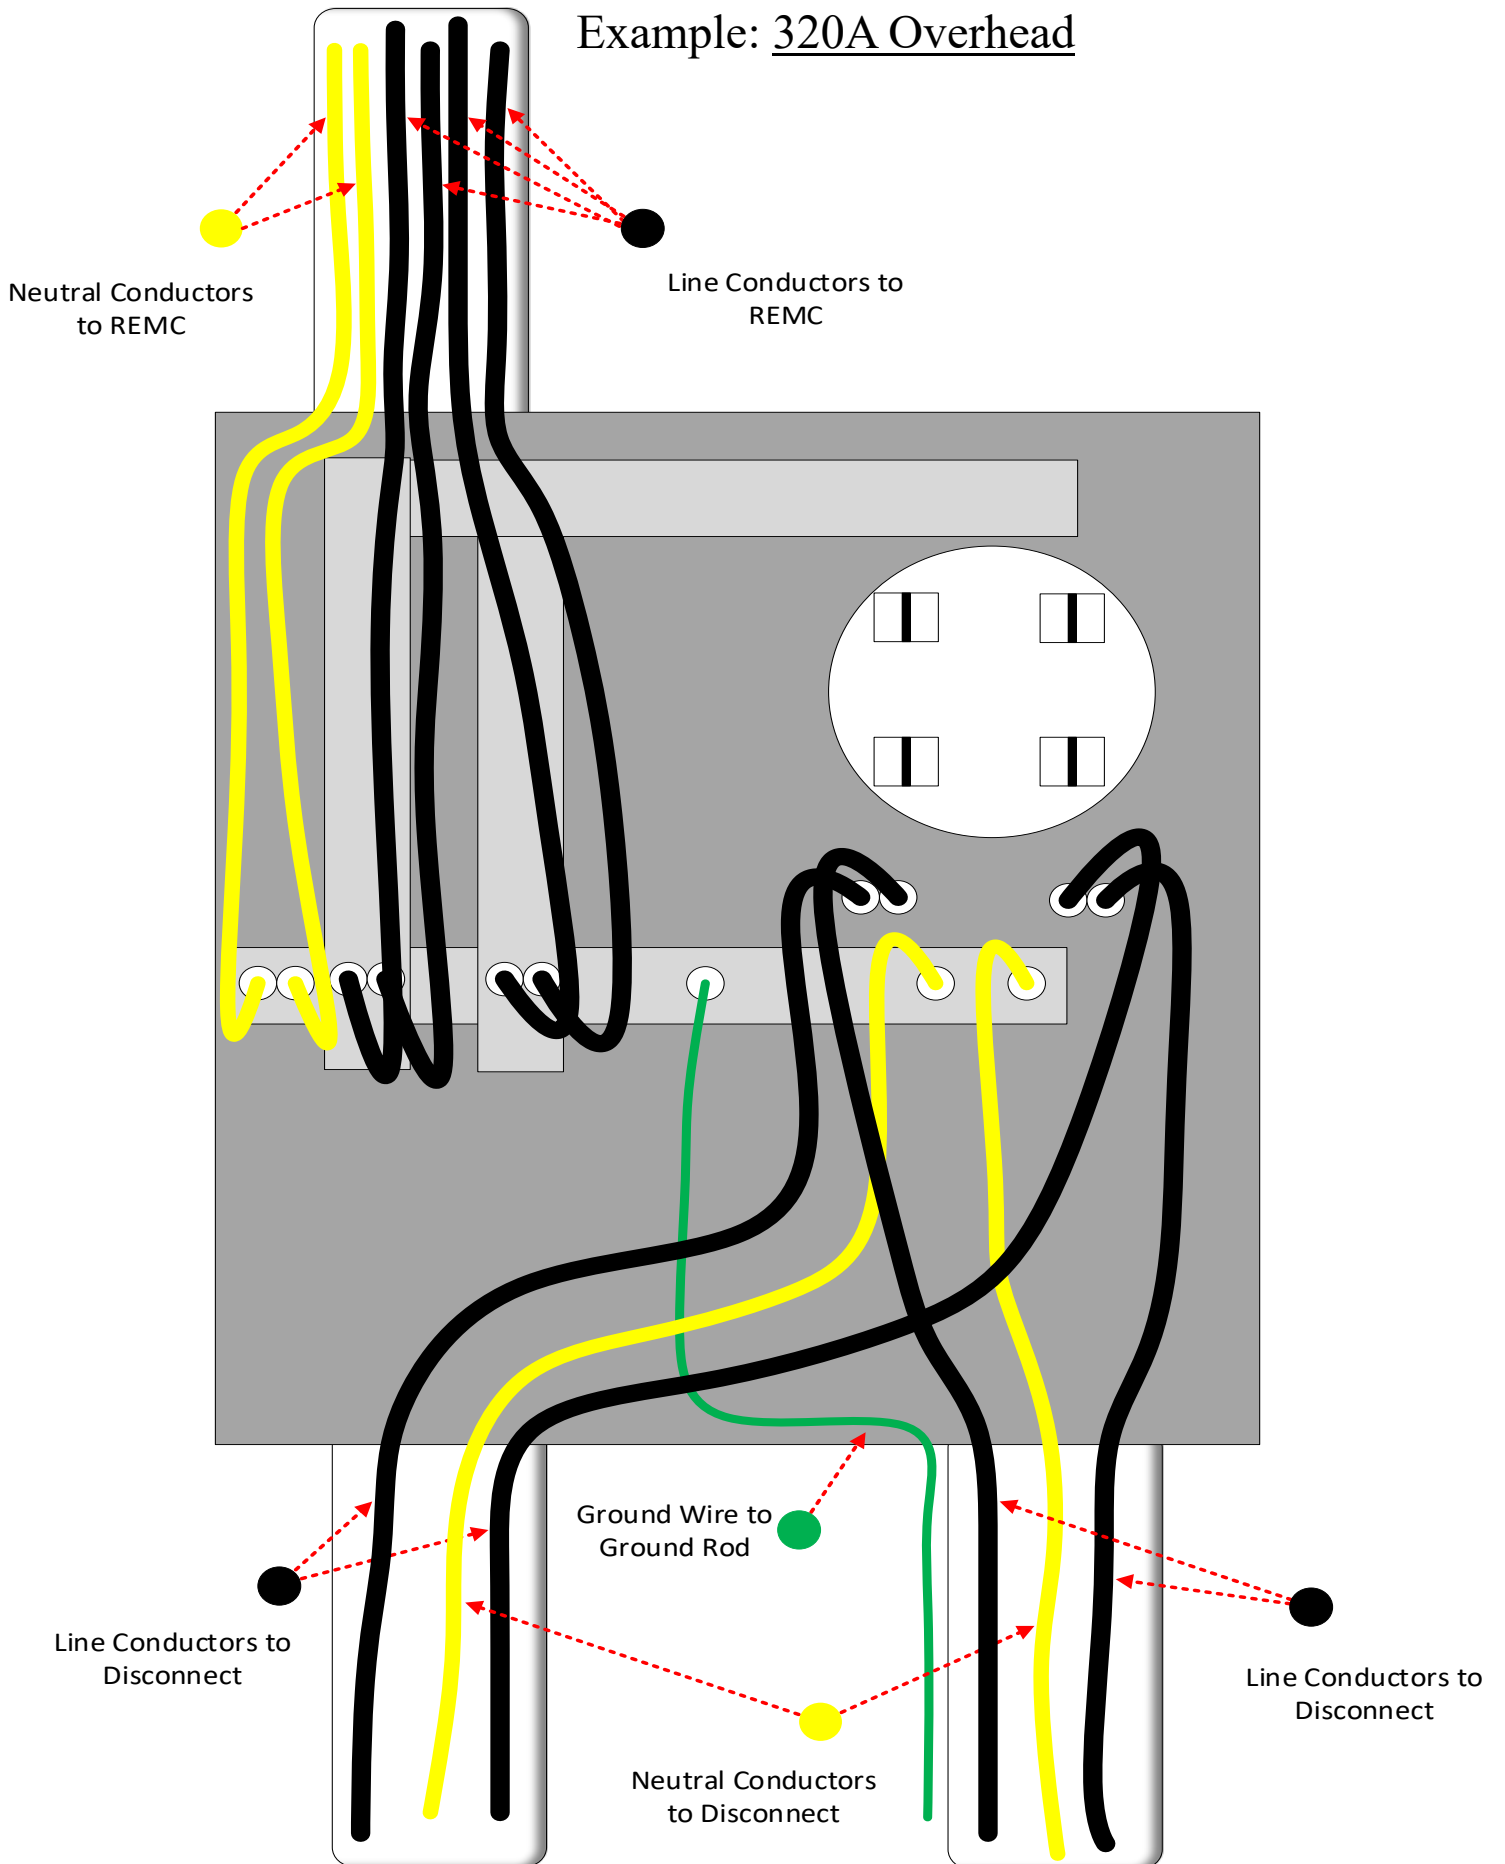 Example: 320A Overhead
Neutral Conductors
to REMC
Line Conductors to
REMC
Ground Wire to
Ground Rod
Line Conductors to
Disconnect
Line Conductors to
Disconnect
Neutral Conductors
to Disconnect